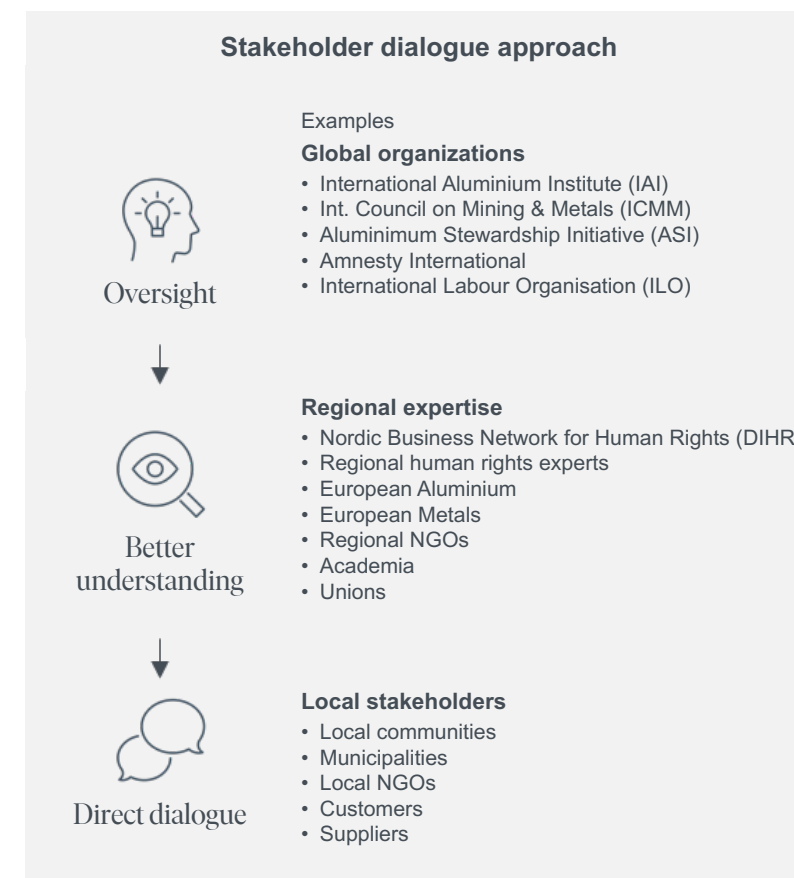 Stakeholder dialogue approach
Examples
Global organizations
• International Aluminium Institute (IAI)
• Int. Council on Mining & Metals (ICMM)
• Aluminimum Stewardship Initiative (ASI)
• Amnesty International
• International Labour Organisation (ILO)
Oversight
Regional expertise
• Nordic Business Network for Human Rights (DIHR
• Regional human rights experts
• European Aluminium
• European Metals
• Regional NGOs
• Academia
• Unions
Better
understanding
Local stakeholders
• Local communities
• Municipalities
• Local NGOs
• Customers
• Suppliers
Direct dialogue